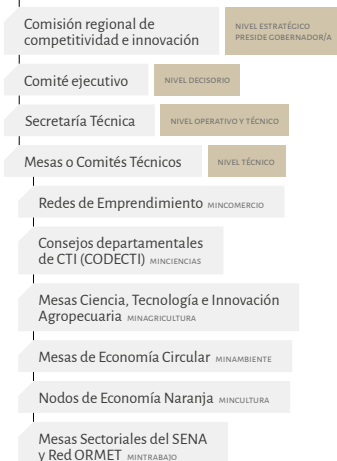 Comisión regional de
competitividad e innovación
NIVEL ESTRATÉGICO
PRESIDE GOBERNADOR/A
Comité ejecutivo
NIVEL DECISORIO
Secretaría Técnica
NIVEL OPERATIVO Y TÉCNICO
Mesas o Comités Técnicos
NIVEL TÉCNICO
Redes de Emprendimiento MINCOMERCIO
Consejos departamentales
de CTI (CODECTI) MINCIENCIAS
Mesas Ciencia, Tecnología e Innovación
Agropecuaria MINAGRICULTURA
Mesas de Economía Circular MINAMBIENTE
Nodos de Economía Naranja MINCULTURA
Mesas Sectoriales del SENA
y Red ORMET MINTRABAJO